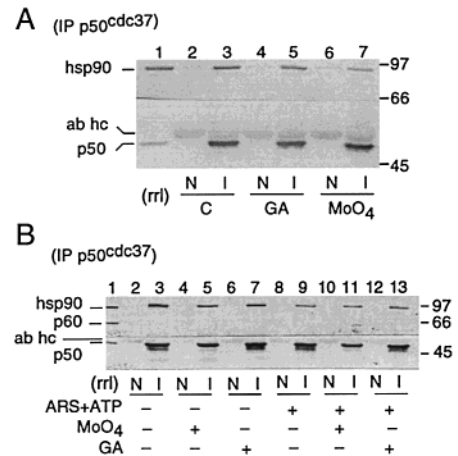 A
(IP p50cdc37)
1 2 3 4 5 6 7
hsp90
97
66
ab hc
p50
45
(rrl) N I N I N I
C GA MoO4
B
(IP p50cdc37)
1 2 3 4 5 6 7 8 9 10 11 12 13
hsp90
97
p60
66
ab hc
p50
45
(rrl) N I N I N I N I N I N I
ARS+ATP – – – + + +
MoO4 – + – – + –
GA – – + – – +